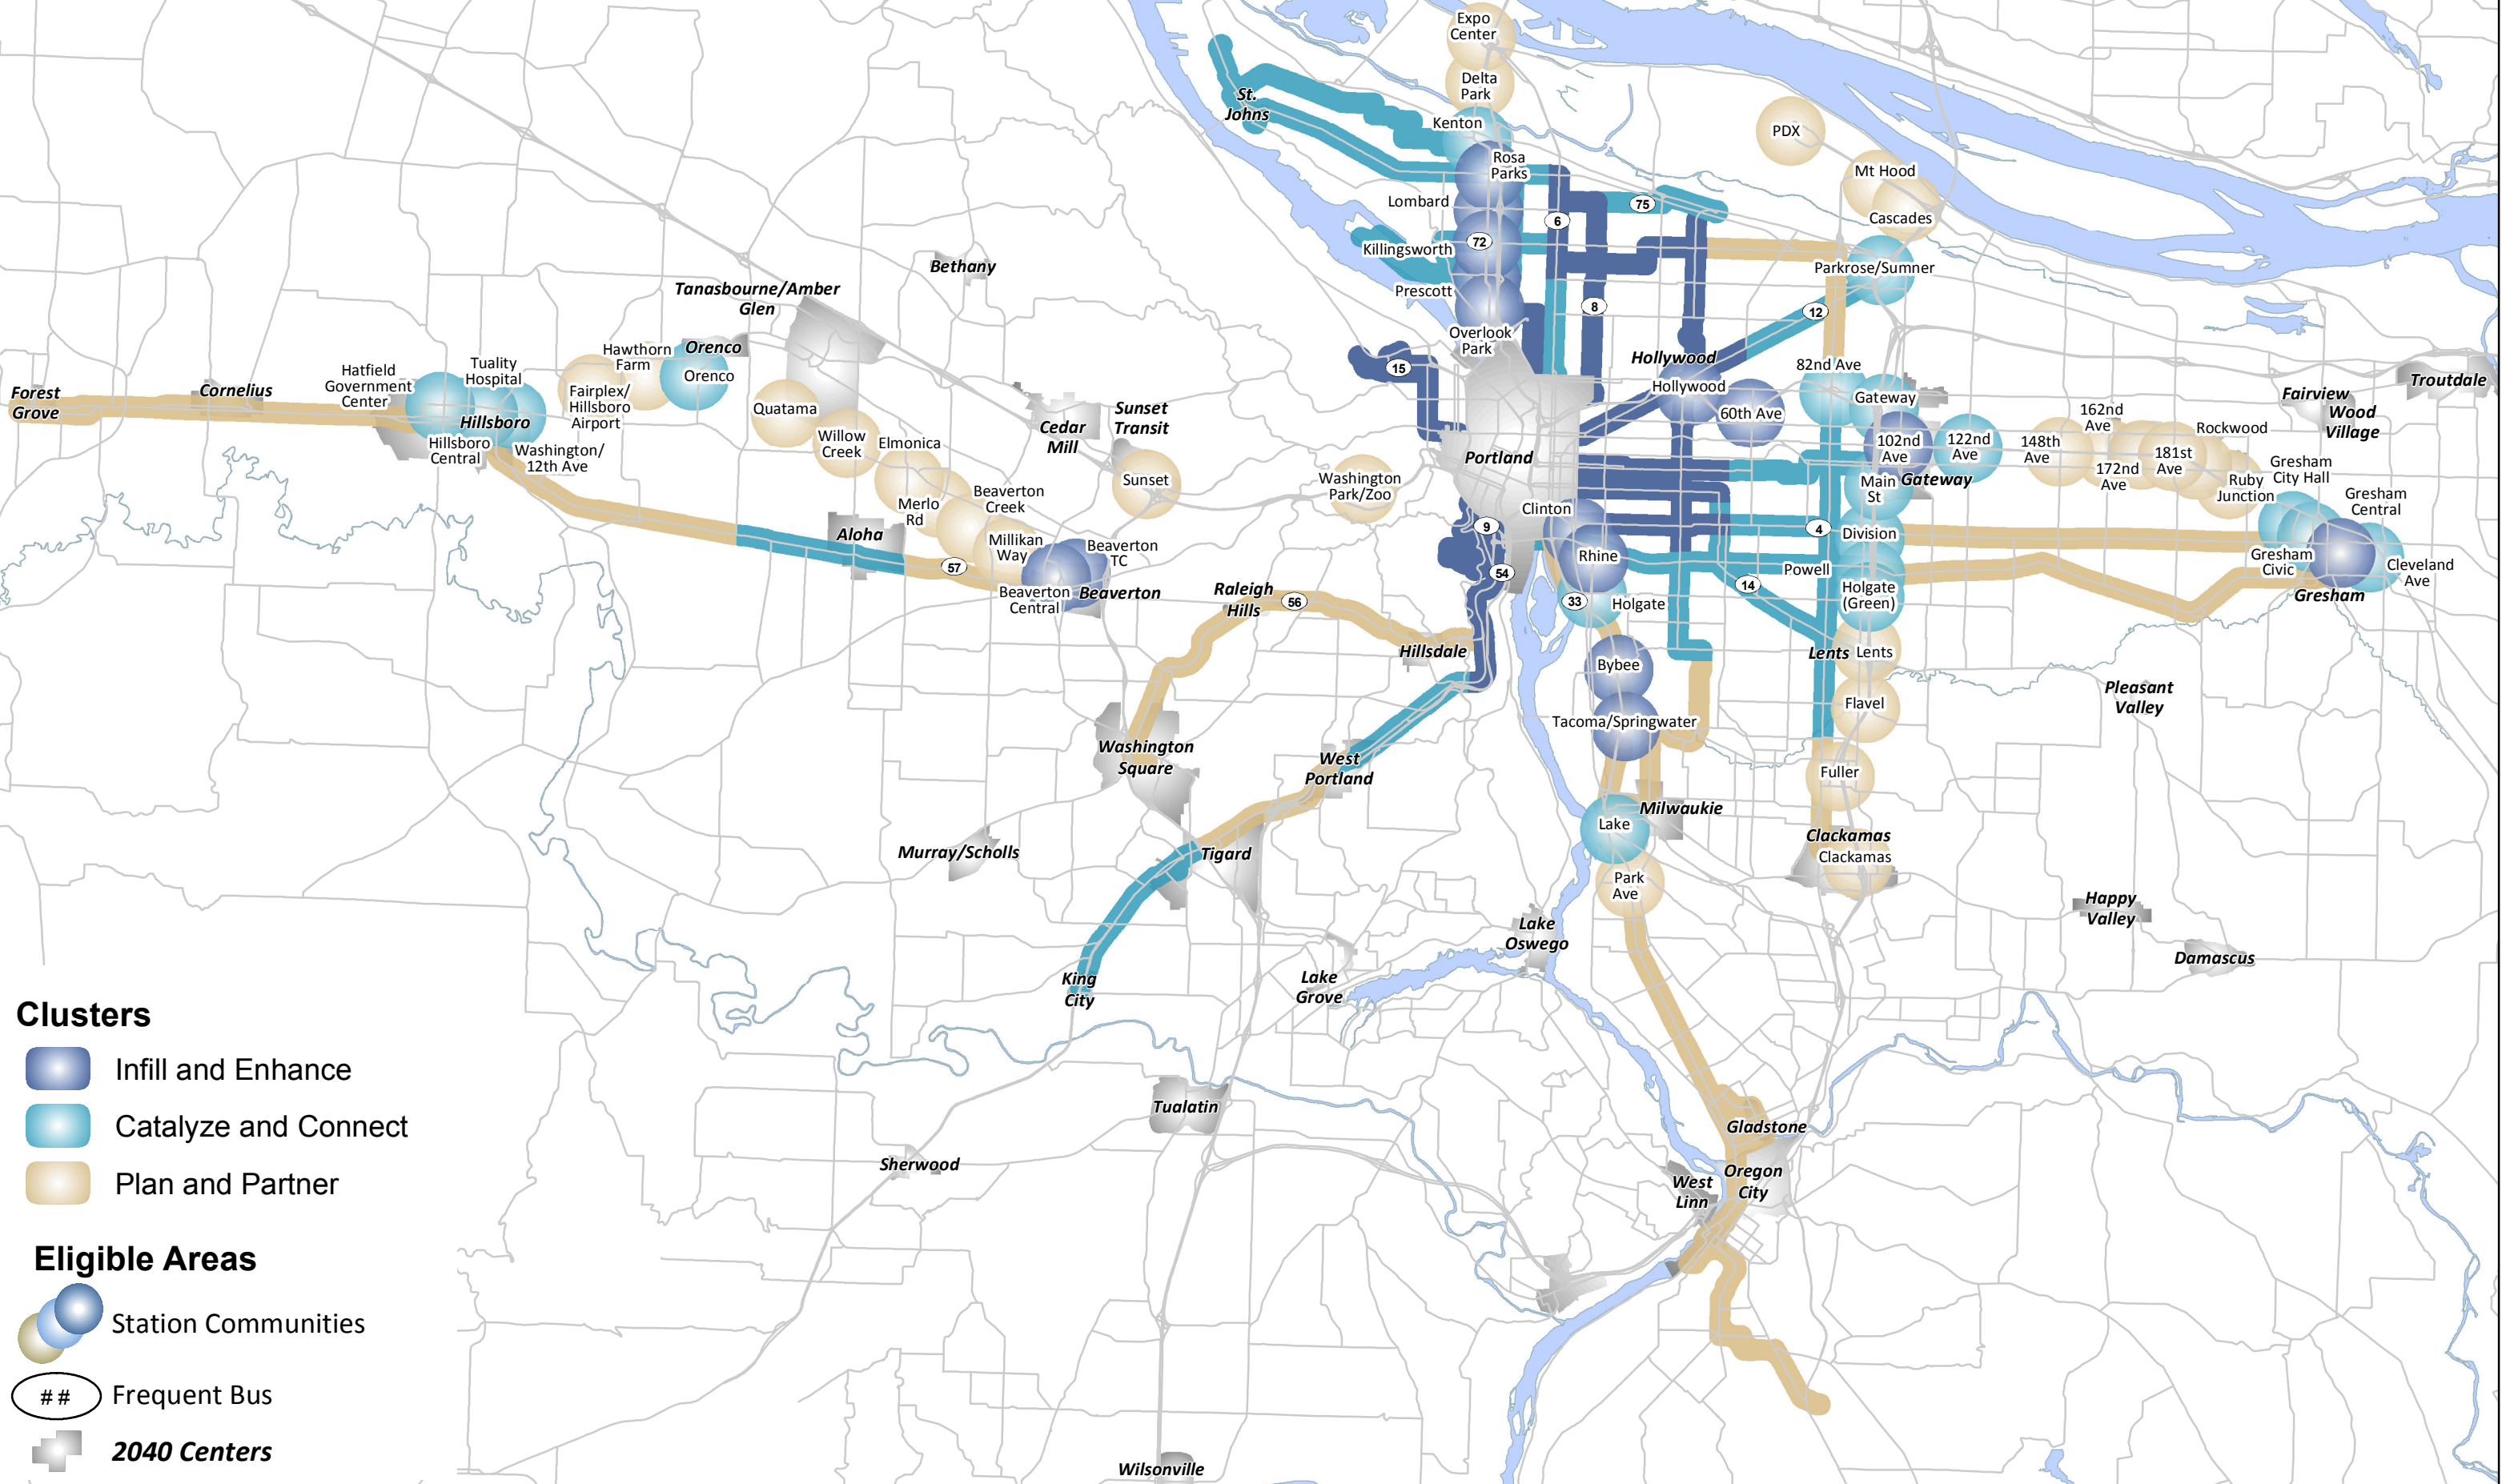 Expo
Center
Delta
Park
St.
Johns
Kenton
PDX
Rosa
Parks
Mt Hood
Lombard
75
6
Cascades
72
Killingsworth
Parkrose/Sumner
Bethany
Tanasbourne/Amber
Glen
Prescott
8
12
Overlook
Park
Hawthorn
Farm
Orenco
Hollywood
82nd Ave
Hatfield
Government
Center
Tuality
Hospital
Orenco
15
Hollywood
Gateway
Troutdale
Forest
Grove
Cornelius
Fairplex/
Hillsboro
Airport
Quatama
60th Ave
Fairview
Wood
Village
Hillsboro
Sunset
Transit
Cedar
Mill
162nd
Ave
Rockwood
Hillsboro
Central
Washington/
12th Ave
Willow
Creek
Elmonica
Portland
102nd
Ave
122nd
Ave
148th
Ave
181st
Ave
172nd
Ave
Gresham
City Hall
Sunset
Washington
Park/Zoo
Main
St
Gateway
Ruby
Junction
Gresham
Central
Merlo
Rd
Beaverton
Creek
Clinton
9
4
Division
Aloha
Millikan
Way
Beaverton
TC
Rhine
Powell
Gresham
Civic
Cleveland
Ave
57
54
14
Beaverton
Central
Beaverton
Raleigh
Hills
56
33
Holgate
Holgate
(Green)
Gresham
Hillsdale
Lents
Lents
Bybee
Pleasant
Valley
Flavel
Tacoma/Springwater
Washington
Square
West
Portland
Fuller
Milwaukie
Lake
Clackamas
Murray/Scholls
Tigard
Clackamas
Park
Ave
Happy
Valley
Lake
Oswego
Damascus
King
City
Lake
Grove
Clusters
Infill and Enhance
Catalyze and Connect
Plan and Partner
Tualatin
Gladstone
Sherwood
Oregon
City
West
Linn
Eligible Areas
Station Communities
##
Frequent Bus
2040 Centers
Wilsonville